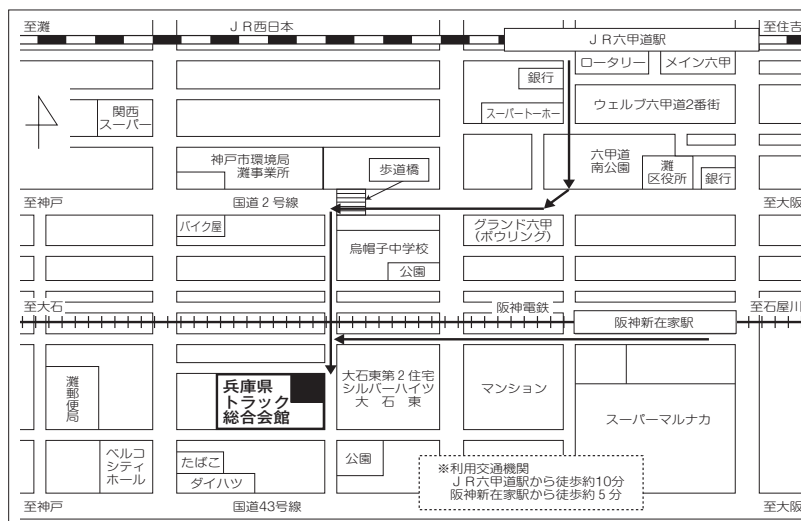 至灘
ＪＲ西日本
至住吉
ＪＲ六甲道駅
ロータリー
メイン六甲
銀行
関西
スーパー
スーパートーホー
ウェルブ六甲道2番街
神戸市環境局
灘事業所
歩道橋
六甲道
南公園
灘
区役所
銀行
至神戸
国道２号線
至大阪
バイク屋
グランド六甲
(ボウリング)
烏帽子中学校
公園
至大石
阪神電鉄
至石屋川
阪神新在家駅
灘郵便局
兵庫県
トラック
総合会館
大石東第２住宅
シルバーハイツ
大石東
マンション
スーパーマルナカ
ベルコ
シティ
ホール
たばこ
ダイハツ
公園
※利用交通機関
ＪＲ六甲道駅から徒歩約10分
阪神新在家駅から徒歩約５分
至神戸
国道43号線
至大阪